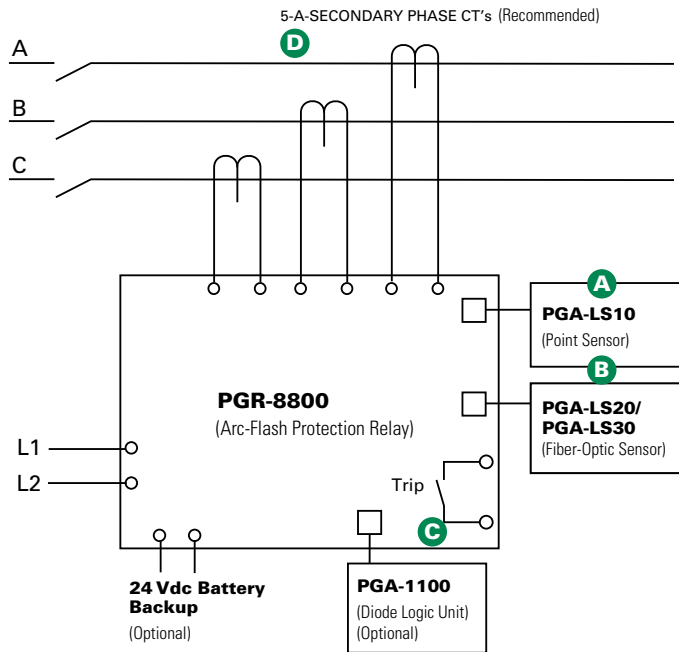 5-A-SECONDARY PHASE CT's (Recommended)
D
A
B
C
A
PGA-LS10
(Point Sensor)
B
PGA-LS20/
PGA-LS30
(Fiber-Optic Sensor)
PGR-8800
(Arc-Flash Protection Relay)
L1
L2
Trip
C
24 Vdc Battery
Backup
(Optional)
PGA-1100
(Diode Logic Unit)
(Optional)